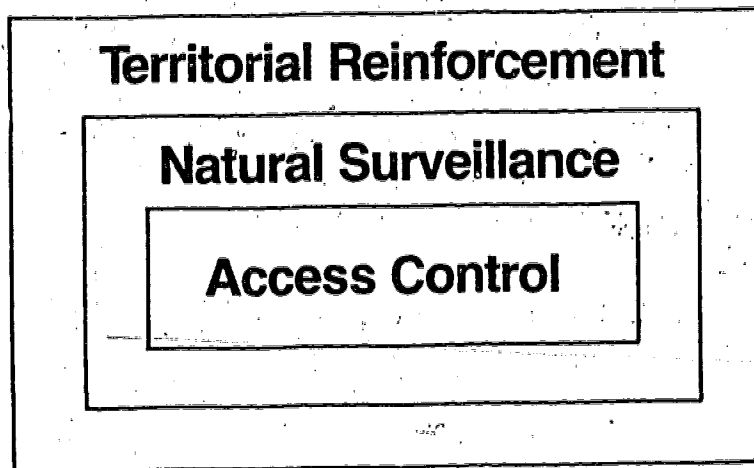 Territorial Reinforcement
Natural Surveillance
Access Control